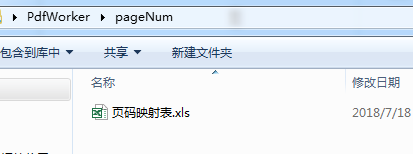 PdfWorker pageNum
包含到库中 共享 新建文件夹
名称 修改日期
页码映射表.xls 2018/7/18